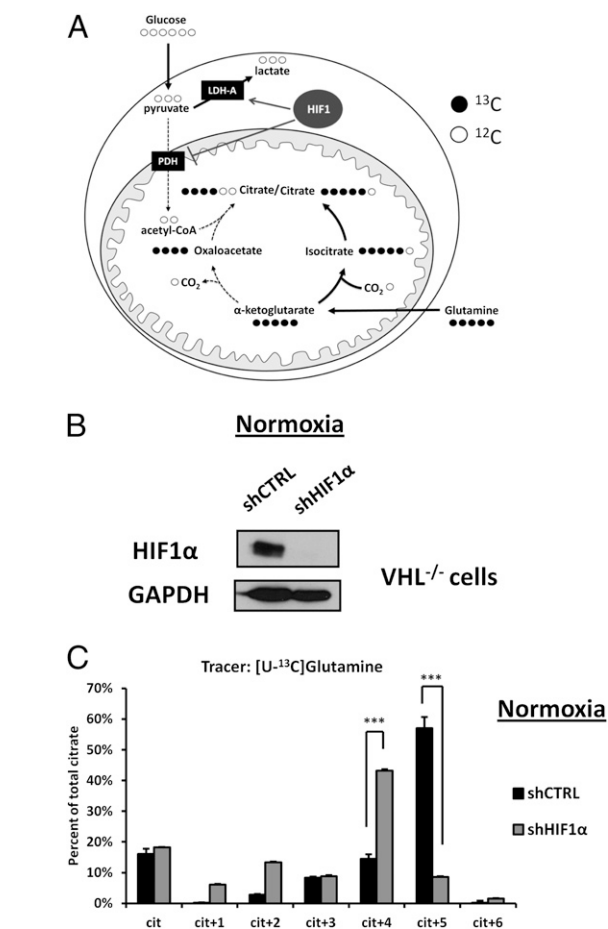 A
Glucose
lactate
LDH-A
pyruvate
HIF1
13C
12C
PDH
Citrate/Citrate
acetyl-CoA
Oxaloacetate
Isocitrate
CO2
CO2
α-ketoglutarate
Glutamine
B
Normoxia
shCTRL
shHIF1α
HIF1α
GAPDH
VHL-/- cells
C
Tracer: [U-13C]Glutamine
Normoxia
Percent of total citrate
70%
60%
50%
40%
30%
20%
10%
0%
***
***
shCTRL
shHIF1α
cit cit+1 cit+2 cit+3 cit+4 cit+5 cit+6